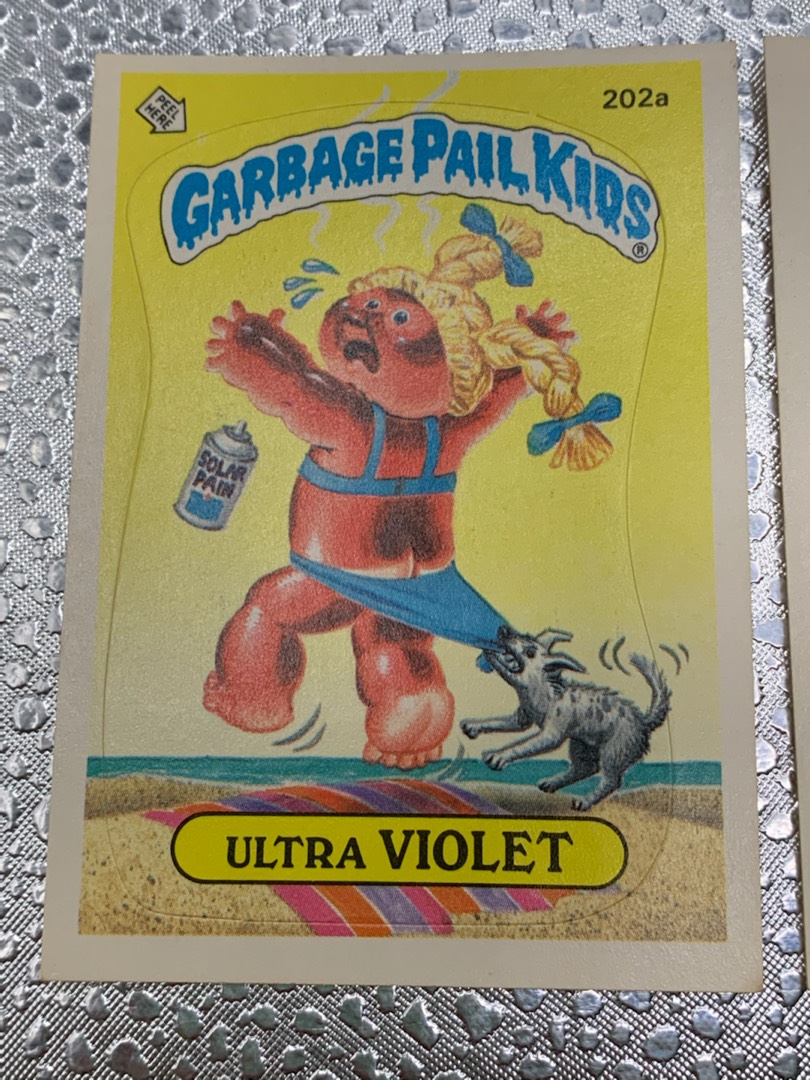 PEEL
HERE
202a
GARBAGE PAIL KIDS
®
SOLAR
PAIN
ULTRA VIOLET